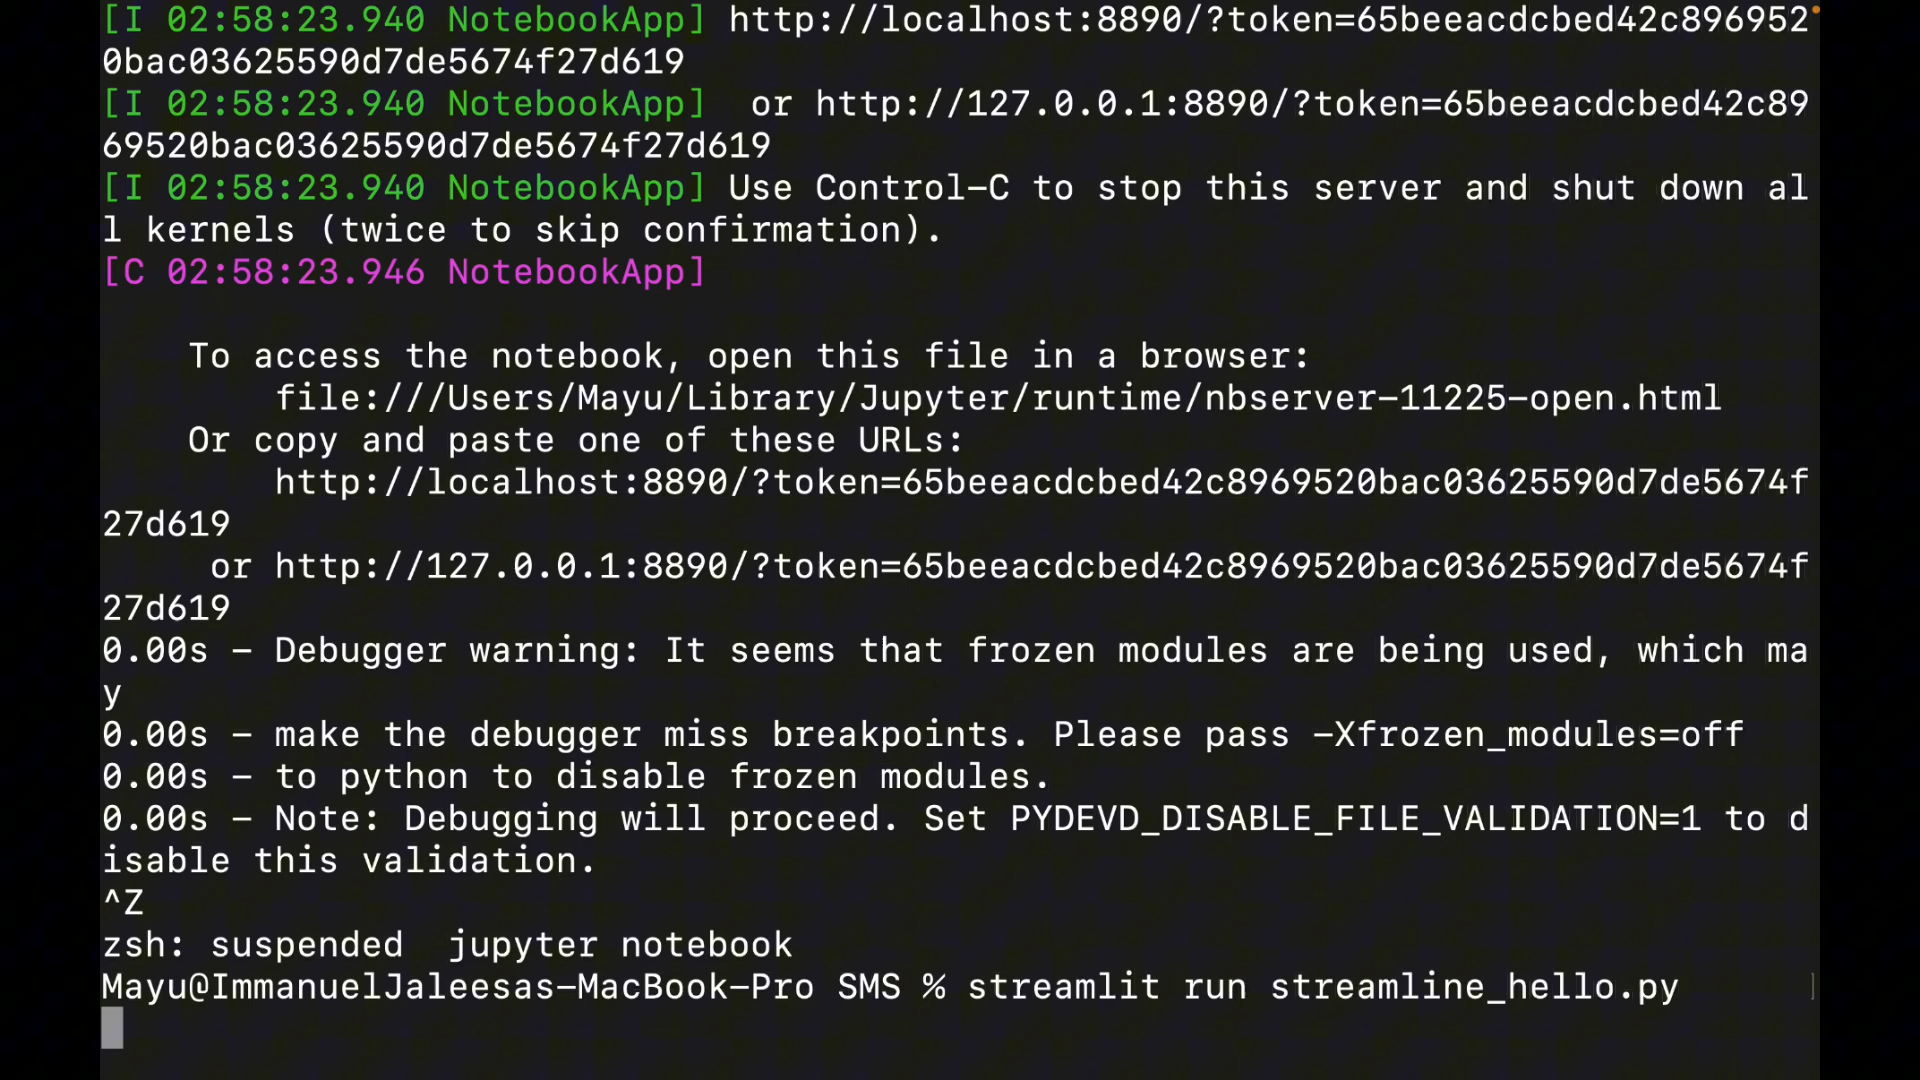 [I 02:58:23.940 NotebookApp] http://localhost:8890/?token=65beeacdcbed42c896952
0bac03625590d7de5674f27d619
[I 02:58:23.940 NotebookApp]  or http://127.0.0.1:8890/?token=65beeacdcbed42c89
69520bac03625590d7de5674f27d619
[I 02:58:23.940 NotebookApp] Use Control-C to stop this server and shut down al
l kernels (twice to skip confirmation).
[C 02:58:23.946 NotebookApp]
    To access the notebook, open this file in a browser:
        file:///Users/Mayu/Library/Jupyter/runtime/nbserver-11225-open.html
    Or copy and paste one of these URLs:
        http://localhost:8890/?token=65beeacdcbed42c8969520bac03625590d7de5674f
27d619
     or http://127.0.0.1:8890/?token=65beeacdcbed42c8969520bac03625590d7de5674f
27d619
0.00s - Debugger warning: It seems that frozen modules are being used, which ma
y
0.00s - make the debugger miss breakpoints. Please pass -Xfrozen_modules=off
0.00s - to python to disable frozen modules.
0.00s - Note: Debugging will proceed. Set PYDEVD_DISABLE_FILE_VALIDATION=1 to d
isable this validation.
^Z
zsh: suspended  jupyter notebook
Mayu@ImmanuelJaleesas-MacBook-Pro SMS % streamlit run streamline_hello.py